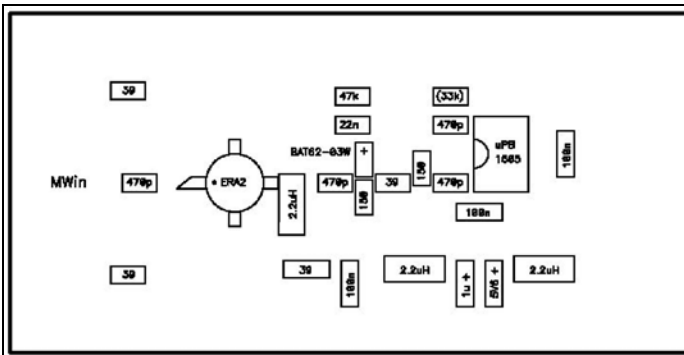 39
47k
(33k)
22n
470p
BAT62-03W
+
uPB
1505
100n
MWin
470p
ERA2
2.2uH
470p
150
39
150
470p
100n
39
39
100n
2.2uH
1u +
5V6 +
2.2uH